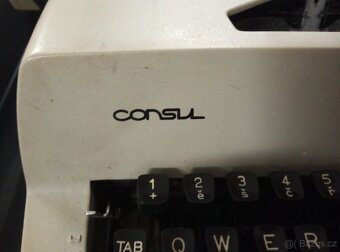 consul
1 2 3 4 5
+ ě š č ř
TAB Q W E R